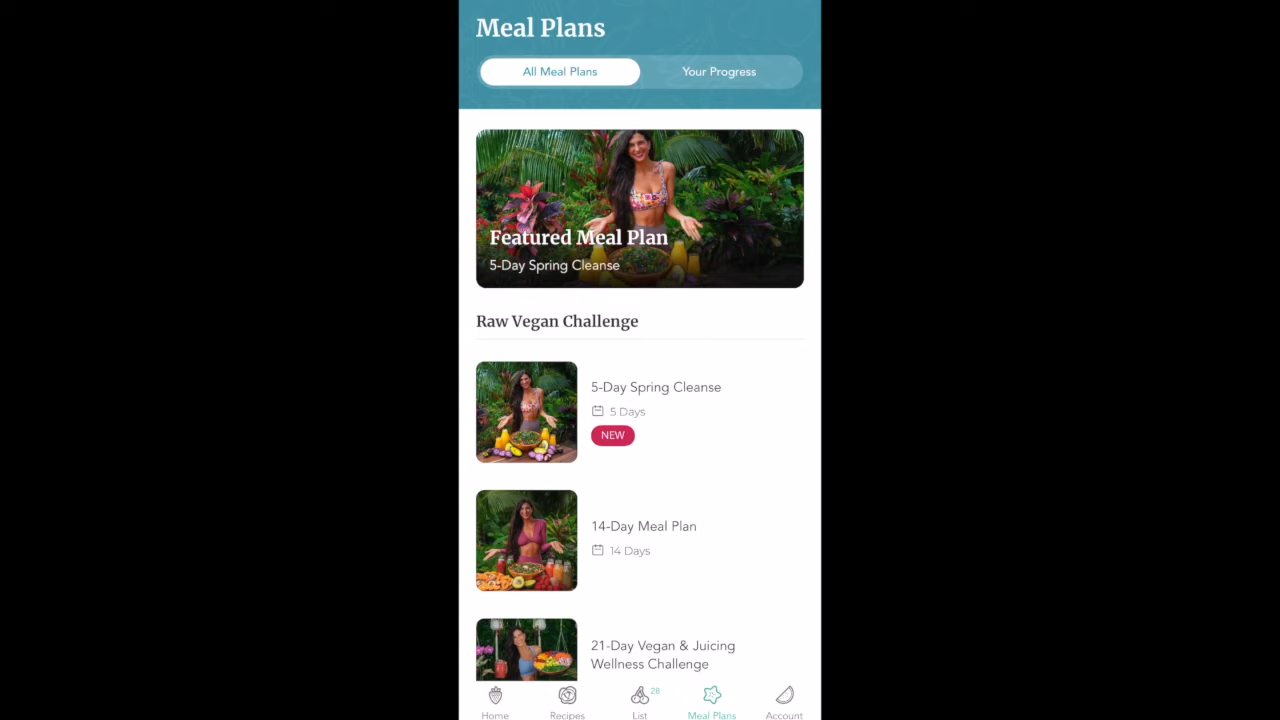 Meal Plans
All Meal Plans
Your Progress
Featured Meal Plan
5-Day Spring Cleanse
Raw Vegan Challenge
5-Day Spring Cleanse
5 Days
NEW
14-Day Meal Plan
14 Days
21-Day Vegan & Juicing
Wellness Challenge
28
Home
Recipes
List
Meal Plans
Account